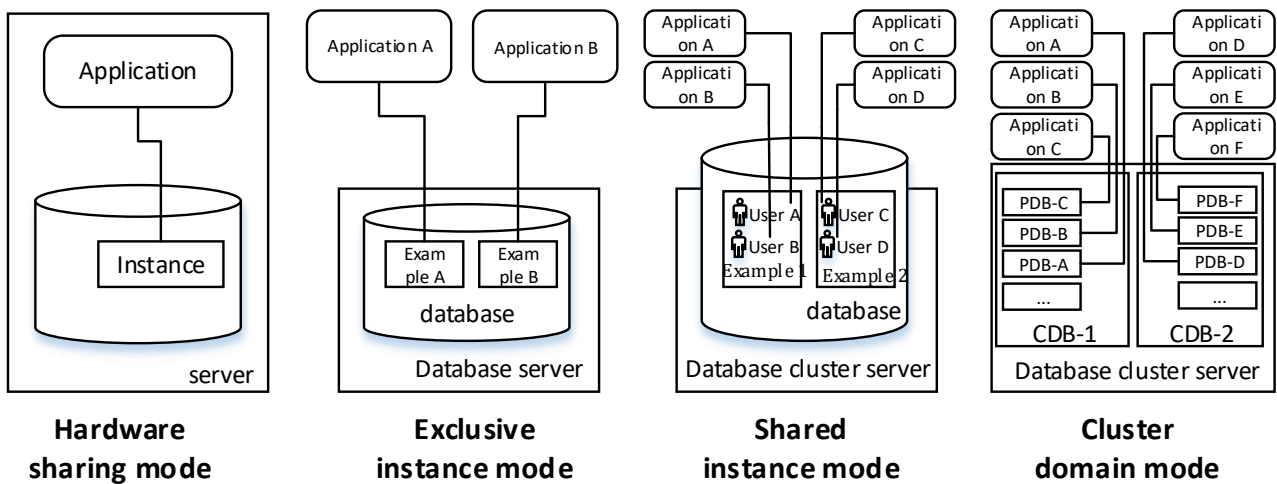 Application
Instance
server
Hardware
sharing mode
Application A
Application B
Exam
ple A
Exam
ple B
database
Database server
Exclusive
instance mode
Applicati
on A
Applicati
on B
Applicati
on C
Applicati
on D
User A
User B
Example 1
User C
User D
Example 2
database
Database cluster server
Shared
instance mode
Applicati
on A
Applicati
on B
Applicati
on C
Applicati
on D
Applicati
on E
Applicati
on F
PDB-C
PDB-B
PDB-A
...
CDB-1
PDB-F
PDB-E
PDB-D
...
CDB-2
Database cluster server
Cluster
domain mode